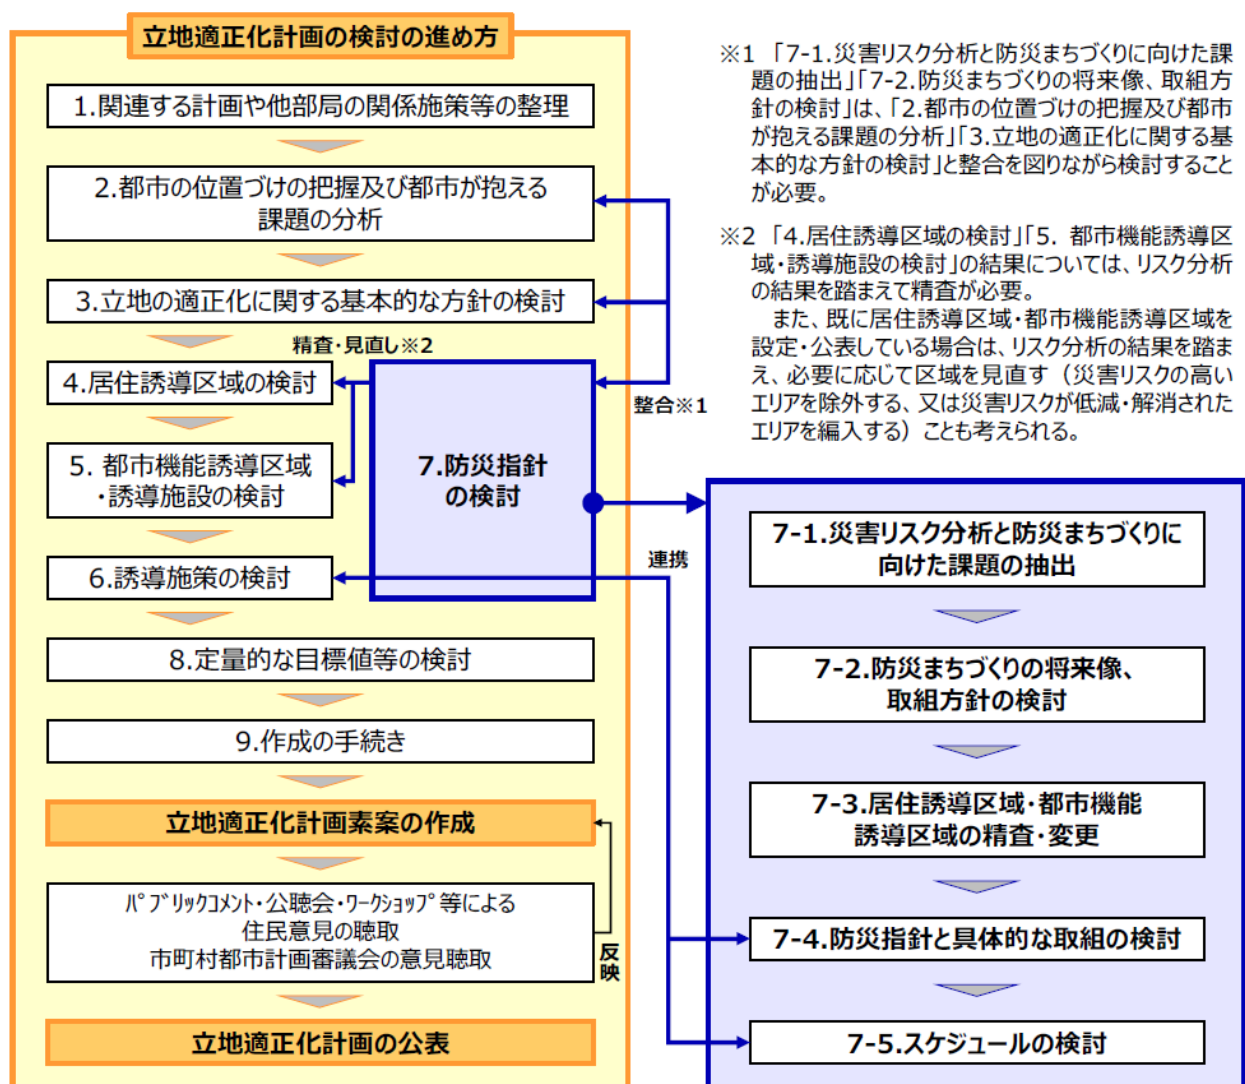 立地適正化計画の検討の進め方
1.関連する計画や他部局の関係施策等の整理
2.都市の位置づけの把握及び都市が抱える
課題の分析
3.立地の適正化に関する基本的な方針の検討
精査・見直し※2
4.居住誘導区域の検討
整合※1
5. 都市機能誘導区域
・誘導施設の検討
7.防災指針
の検討
連携
6.誘導施策の検討
8.定量的な目標値等の検討
9.作成の手続き
立地適正化計画素案の作成
ﾊﾟﾌﾞﾘｯｸｺﾒﾝﾄ・公聴会・ﾜｰｸｼｮｯﾌﾟ等による
住民意見の聴取
市町村都市計画審議会の意見聴取
反映
立地適正化計画の公表
※1 「7-1.災害リスク分析と防災まちづくりに向けた課
題の抽出」「7-2.防災まちづくりの将来像、取組方
針の検討」は、「2.都市の位置づけの把握及び都市
が抱える課題の分析」「3.立地の適正化に関する基
本的な方針の検討」と整合を図りながら検討すること
が必要。
※2 「4.居住誘導区域の検討」「5. 都市機能誘導区
域・誘導施設の検討」の結果については、リスク分析
の結果を踏まえて精査が必要。
また、既に居住誘導区域・都市機能誘導区域を
設定・公表している場合は、リスク分析の結果を踏ま
え、必要に応じて区域を見直す（災害リスクの高い
エリアを除外する、又は災害リスクが低減・解消された
エリアを編入する）ことも考えられる。
7-1.災害リスク分析と防災まちづくりに
向けた課題の抽出
7-2.防災まちづくりの将来像、
取組方針の検討
7-3.居住誘導区域・都市機能
誘導区域の精査・変更
7-4.防災指針と具体的な取組の検討
7-5.スケジュールの検討